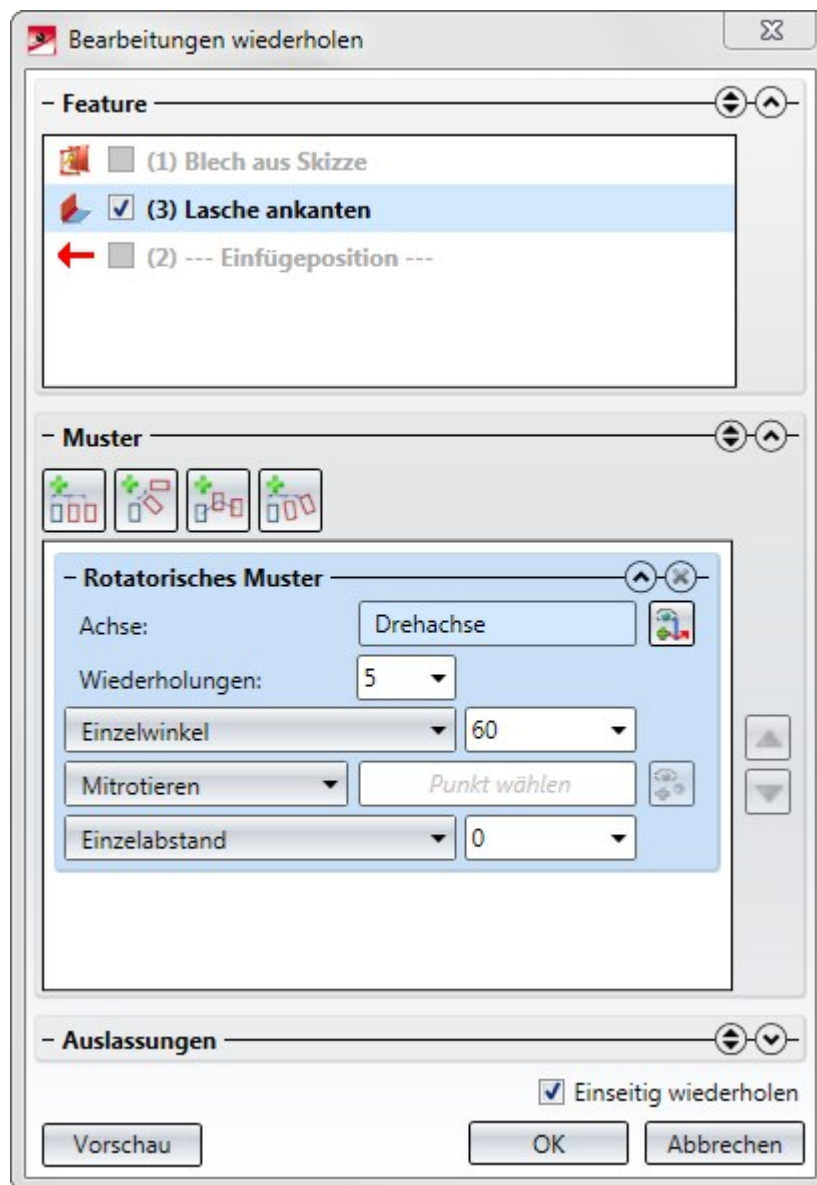 Bearbeitungen wiederholen
Feature
(1) Blech aus Skizze
(3) Lasche ankanten
(2) --- Einfügeposition ---
Muster
Rotatorisches Muster
Achse: Drehachse
Wiederholungen: 5
Einzelwinkel 60
Mitrotieren Punkt wählen
Einzelabstand 0
Auslassungen
Einseitig wiederholen
Vorschau OK Abbrechen